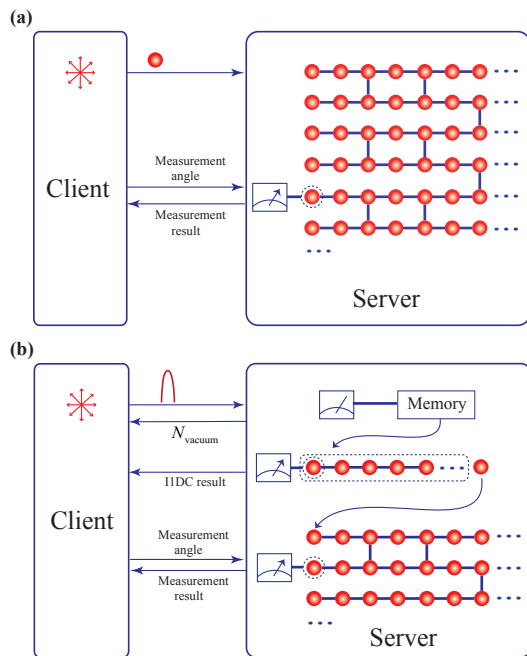 (a)
Client
Measurement
angle
Measurement
result
Server
(b)
N vacuum
Memory
I1DC result
Client
Measurement
angle
Measurement
result
Server